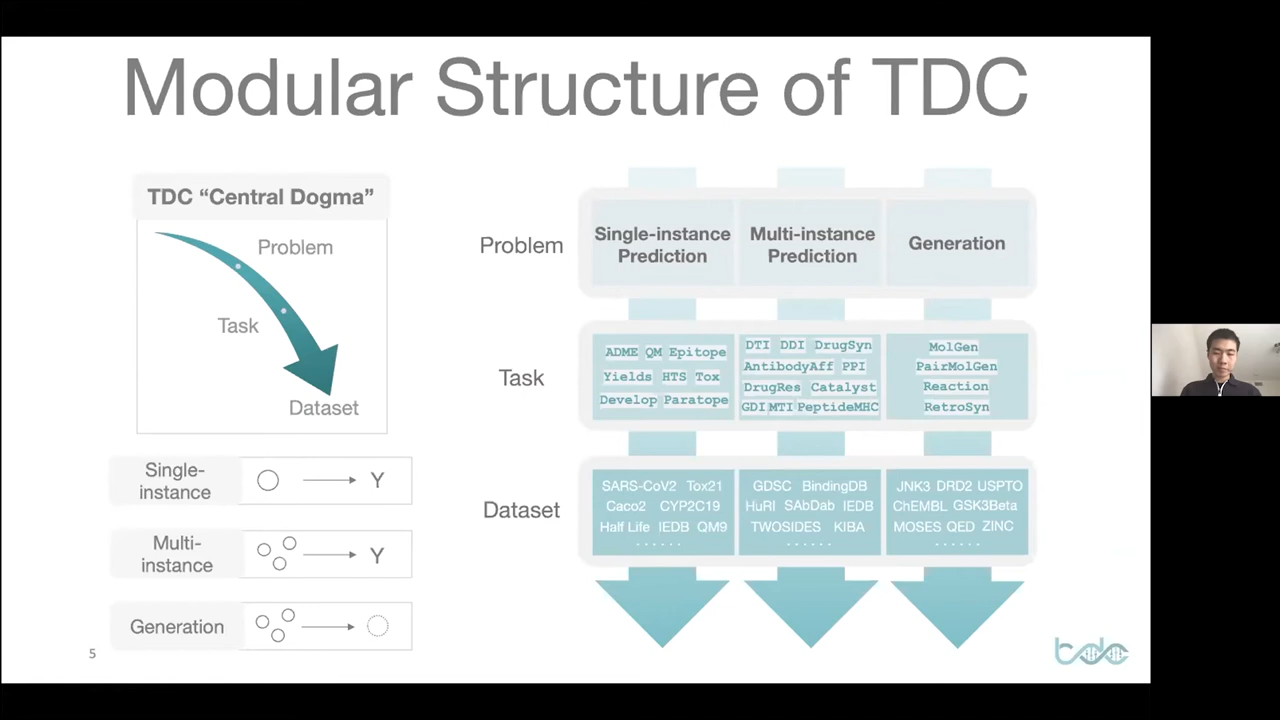 Modular Structure of TDC
TDC “Central Dogma”
Problem
Task
Dataset
Single-
instance
Y
Multi-
instance
Y
Generation
5
Problem
Single-instance
Prediction
Multi-instance
Prediction
Generation
Task
ADME QM Epitope
Yields HTS Tox
Develop Paratope
DTI DDI DrugSyn
AntibodyAff PPI
DrugRes Catalyst
GDI MTI PeptideMHC
MolGen
PairMolGen
Reaction
RetroSyn
Dataset
SARS-CoV2 Tox21
Caco2 CYP2C19
Half Life IEDB QM9
......
GDSC BindingDB
HuRI SAbDab IEDB
TWOSIDES KIBA
......
JNK3 DRD2 USPTO
ChEMBL GSK3Beta
MOSES QED ZINC
......
tdc